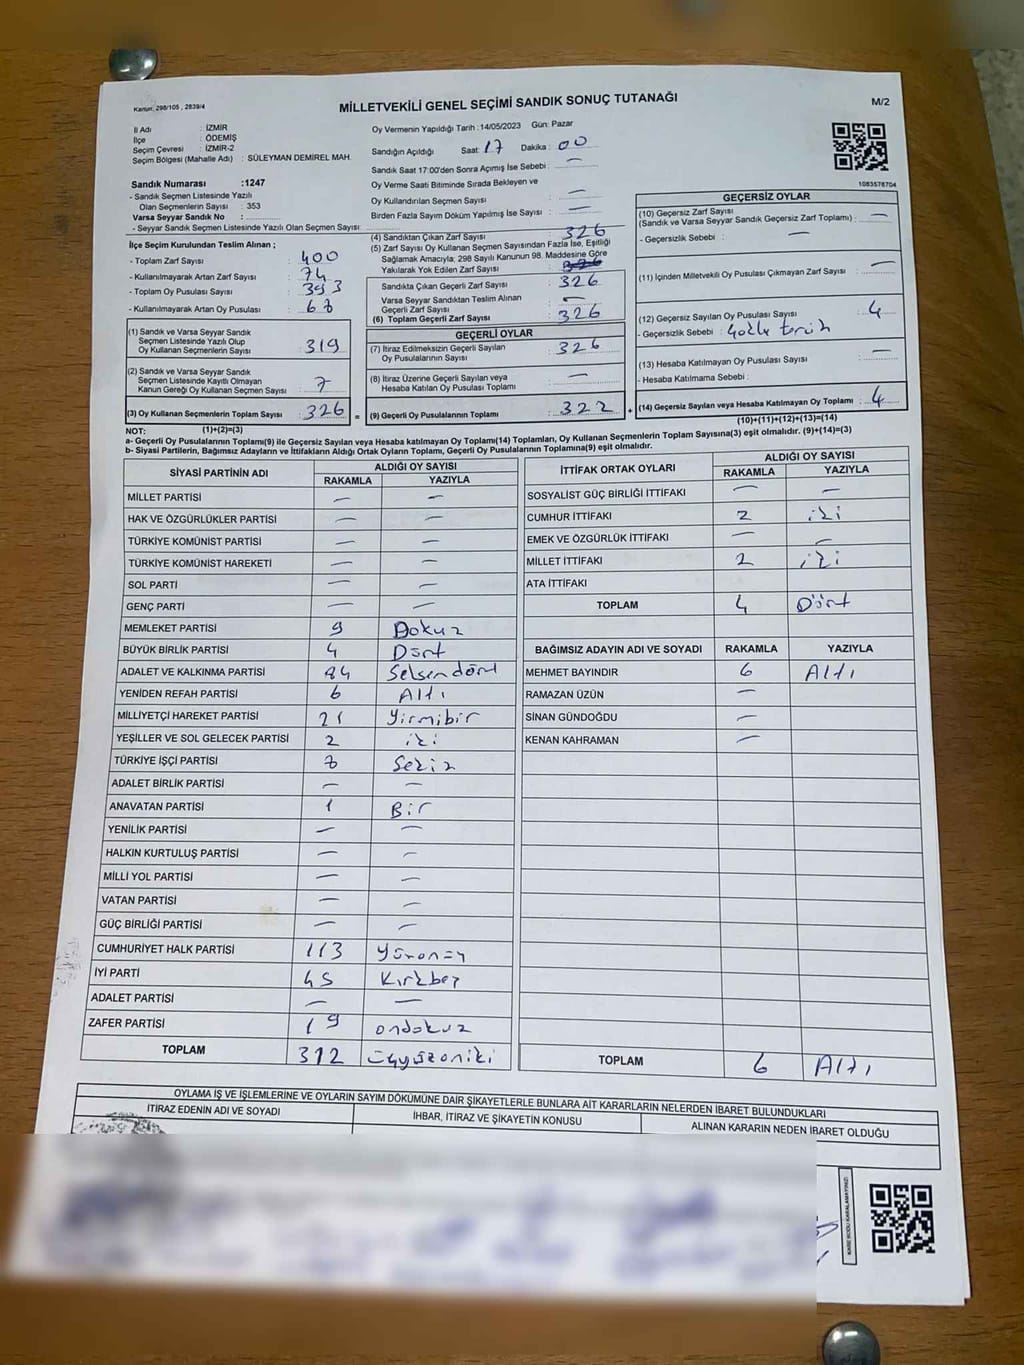 Kanun: 298/105 , 2839/4
MİLLETVEKİLİ GENEL SEÇİMİ SANDIK SONUÇ TUTANAĞI
M/2
İl Adı : İZMİR
İlçe : ÖDEMİŞ
Seçim Çevresi : İZMİR-2
Seçim Bölgesi (Mahalle Adı) : SÜLEYMAN DEMİREL MAH.
Oy Vermenin Yapıldığı Tarih :14/05/2023 Gün: Pazar
Sandığın Açıldığı Saat: 17 Dakika : 00
Sandık Saat 17:00'den Sonra Açımış İse Sebebi : —
Oy Verme Saati Bitiminde Sırada Bekleyen ve
Oy Kullandırılan Seçmen Sayısı : —
Birden Fazla Sayım Döküm Yapılmış İse Sayısı : —
1083578704
Sandık Numarası :1247
- Sandık Seçmen Listesinde Yazılı
Olan Seçmenlerin Sayısı : 353
Varsa Seyyar Sandık No :
- Seyyar Sandık Seçmen Listesinde Yazılı Olan Seçmen Sayısı :
İlçe Seçim Kurulundan Teslim Alınan ;
- Toplam Zarf Sayısı : 400
- Kullanılmayarak Artan Zarf Sayısı : 74
- Toplam Oy Pusulası Sayısı : 393
- Kullanılmayarak Artan Oy Pusulası : 67
(1) Sandık ve Varsa Seyyar Sandık
Seçmen Listesinde Yazılı Olup
Oy Kullanan Seçmenlerin Sayısı : 319
(2) Sandık ve Varsa Seyyar Sandık
Seçmen Listesinde Kayıtlı Olmayan
Kanun Gereği Oy Kullanan Seçmen Sayısı : 7
(3) Oy Kullanan Seçmenlerin Toplam Sayısı : 326
(1)+(2)=(3)
(4) Sandıktan Çıkan Zarf Sayısı : 326
(5) Zarf Sayısı Oy Kullanan Seçmen Sayısından Fazla İse, Eşitliği
Sağlamak Amacıyla; 298 Sayılı Kanunun 98. Maddesine Göre
Yakılarak Yok Edilen Zarf Sayısı :
Sandıkta Çıkan Geçerli Zarf Sayısı : 326
Varsa Seyyar Sandıktan Teslim Alınan
Geçerli Zarf Sayısı : —
(6) Toplam Geçerli Zarf Sayısı : 326
GEÇERLİ OYLAR
(7) İtiraz Edilmeksizin Geçerli Sayılan
Oy Pusulalarının Sayısı : 326
(8) İtiraz Üzerine Geçerli Sayılan veya
Hesaba Katılan Oy Pusulası Toplamı : —
= (9) Geçerli Oy Pusulalarının Toplamı : 322
GEÇERSİZ OYLAR
(10) Geçersiz Zarf Sayısı
(Sandık ve Varsa Seyyar Sandık Geçersiz Zarf Toplamı) : —
- Geçersizlik Sebebi : —
(11) İçinden Milletvekili Oy Pusulası Çıkmayan Zarf Sayısı : —
(12) Geçersiz Sayılan Oy Pusulası Sayısı : 4
- Geçersizlik Sebebi :
(13) Hesaba Katılmayan Oy Pusulası Sayısı : —
- Hesaba Katılmama Sebebi :
+ (14) Geçersiz Sayılan veya Hesaba Katılmayan Oy Toplamı : 4
(10)+(11)+(12)+(13)=(14)
NOT:
a- Geçerli Oy Pusulalarının Toplamı(9) ile Geçersiz Sayılan veya Hesaba katılmayan Oy Toplamı(14) Toplamları, Oy Kullanan Seçmenlerin Toplam Sayısına(3) eşit olmalıdır. (9)+(14)=(3)
b- Siyasi Partilerin, Bağımsız Adayların ve İttifakların Aldığı Ortak Oyların Toplamı, Geçerli Oy Pusulalarının Toplamına(9) eşit olmalıdır.
SİYASİ PARTİNİN ADI ALDIĞI OY SAYISI
RAKAMLA YAZIYLA
MİLLET PARTİSİ — —
HAK VE ÖZGÜRLÜKLER PARTİSİ — —
TÜRKİYE KOMÜNİST PARTİSİ — —
TÜRKİYE KOMÜNİST HAREKETİ — —
SOL PARTİ — —
GENÇ PARTİ — —
MEMLEKET PARTİSİ 9 Dokuz
BÜYÜK BİRLİK PARTİSİ 4 Dört
ADALET VE KALKINMA PARTİSİ 84 Seksendört
YENİDEN REFAH PARTİSİ 6 Altı
MİLLİYETÇİ HAREKET PARTİSİ 21 Yirmibir
YEŞİLLER VE SOL GELECEK PARTİSİ 2 iki
TÜRKİYE İŞÇİ PARTİSİ 8 Sekiz
ADALET BİRLİK PARTİSİ — —
ANAVATAN PARTİSİ 1 Bir
YENİLİK PARTİSİ — —
HALKIN KURTULUŞ PARTİSİ — —
MİLLİ YOL PARTİSİ — —
VATAN PARTİSİ — —
GÜÇ BİRLİĞİ PARTİSİ — —
CUMHURİYET HALK PARTİSİ 113 Yüzonüç
İYİ PARTİ 45 Kırkbeş
ADALET PARTİSİ — —
ZAFER PARTİSİ 19 ondokuz
TOPLAM 312 üçyüzoniki
İTTİFAK ORTAK OYLARI ALDIĞI OY SAYISI
RAKAMLA YAZIYLA
SOSYALİST GÜÇ BİRLİĞİ İTTİFAKI — —
CUMHUR İTTİFAKI 2 iki
EMEK VE ÖZGÜRLÜK İTTİFAKI — —
MİLLET İTTİFAKI 2 iki
ATA İTTİFAKI
TOPLAM 4 Dört
BAĞIMSIZ ADAYIN ADI VE SOYADI RAKAMLA YAZIYLA
MEHMET BAYINDIR 6 Altı
RAMAZAN ÜZÜN —
SİNAN GÜNDOĞDU —
KENAN KAHRAMAN —
TOPLAM 6 Altı
OYLAMA İŞ VE İŞLEMLERİNE VE OYLARIN SAYIM DÖKÜMÜNE DAİR ŞİKAYETLERLE BUNLARA AİT KARARLARIN NELERDEN İBARET BULUNDUKLARI
İTİRAZ EDENİN ADI VE SOYADI İHBAR, İTİRAZ VE ŞİKAYETİN KONUSU ALINAN KARARIN NEDEN İBARET OLDUĞU
KARE KODU KARALAMAYINIZ!